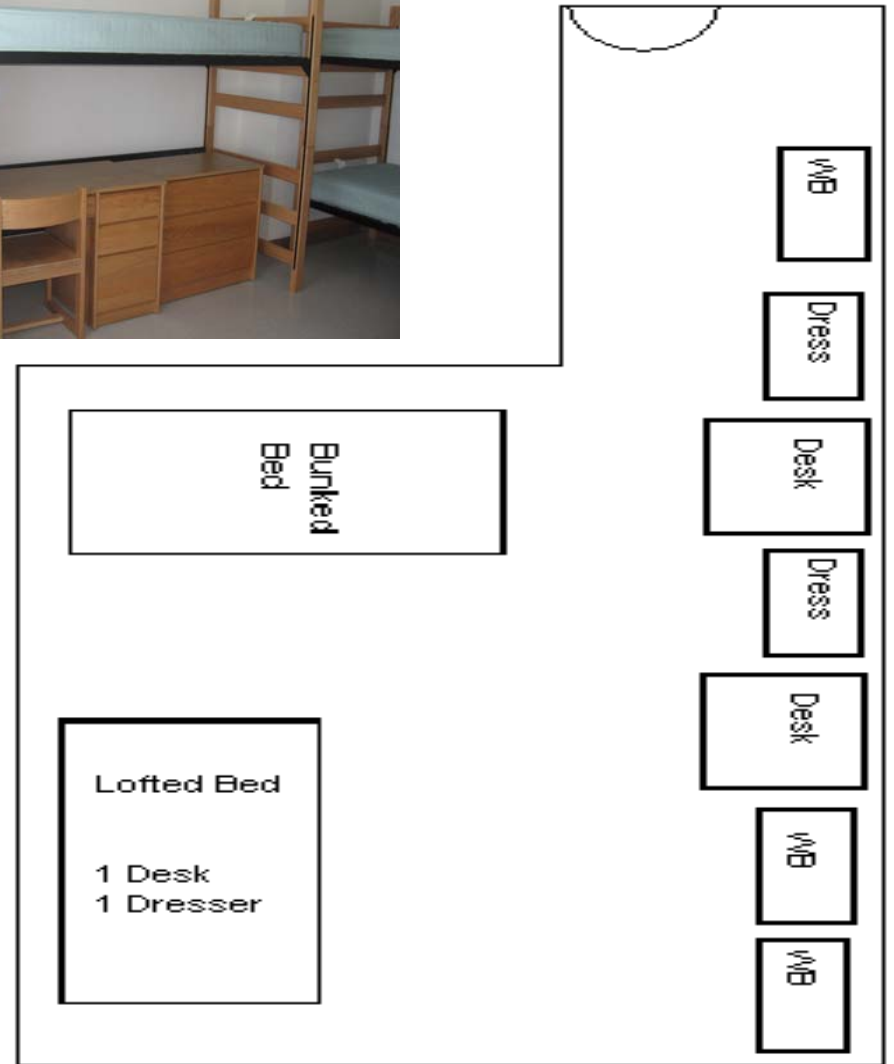 WB
Dress
Desk
Bunked
Bed
Dress
Desk
Lofted Bed
1 Desk
1 Dresser
WB
WB